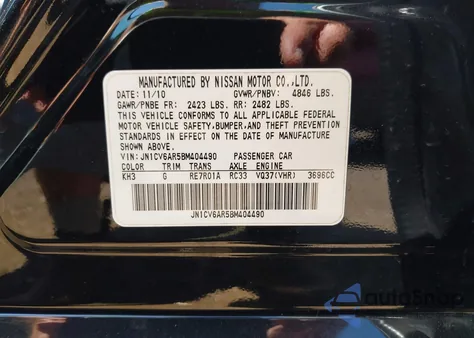 MANUFACTURED BY NISSAN MOTOR CO.,LTD.
DATE: 11/10 GVWR/PNBV: 4846 LBS.
GAWR/PNBE FR: 2423 LBS. RR: 2482 LBS.
THIS VEHICLE CONFORMS TO ALL APPLICABLE FEDERAL
MOTOR VEHICLE SAFETY, BUMPER, AND THEFT PREVENTION
STANDARDS IN EFFECT ON THE DATE OF MANUFACTURE
SHOWN ABOVE.
VIN: JN1CV6AR5BM404490 PASSENGER CAR
COLOR TRIM TRANS AXLE ENGINE
KH3 G RE7R01A RC33 VQ37(VHR) 3696CC
JN1CV6AR5BM404490
autoSnap